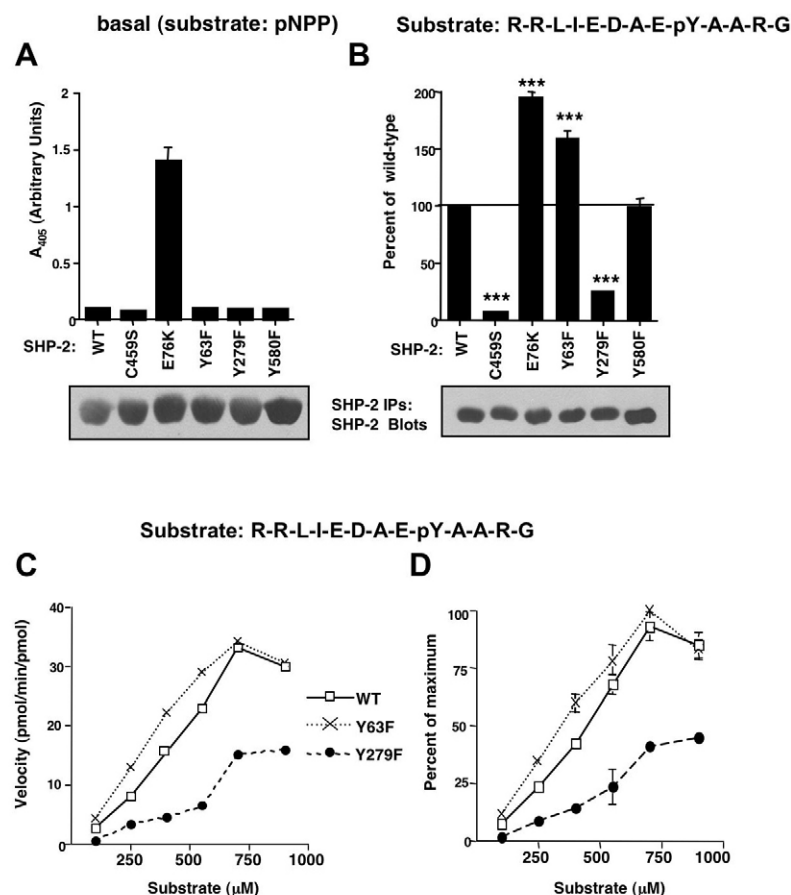 basal (substrate: pNPP)
Substrate: R-R-L-I-E-D-A-E-pY-A-A-R-G
A
B
A405 (Arbitrary Units)
2
1.5
1
0.5
0
SHP-2:
WT
C459S
E76K
Y63F
Y279F
Y580F
Percent of wild-type
200
150
100
50
0
***
***
***
***
SHP-2:
WT
C459S
E76K
Y63F
Y279F
Y580F
SHP-2 IPs:
SHP-2 Blots
Substrate: R-R-L-I-E-D-A-E-pY-A-A-R-G
C
D
Velocity (pmol/min/pmol)
40
30
20
10
0
250
500
750
1000
Substrate (µM)
WT
Y63F
Y279F
Percent of maximum
100
75
50
25
0
250
500
750
1000
Substrate (µM)